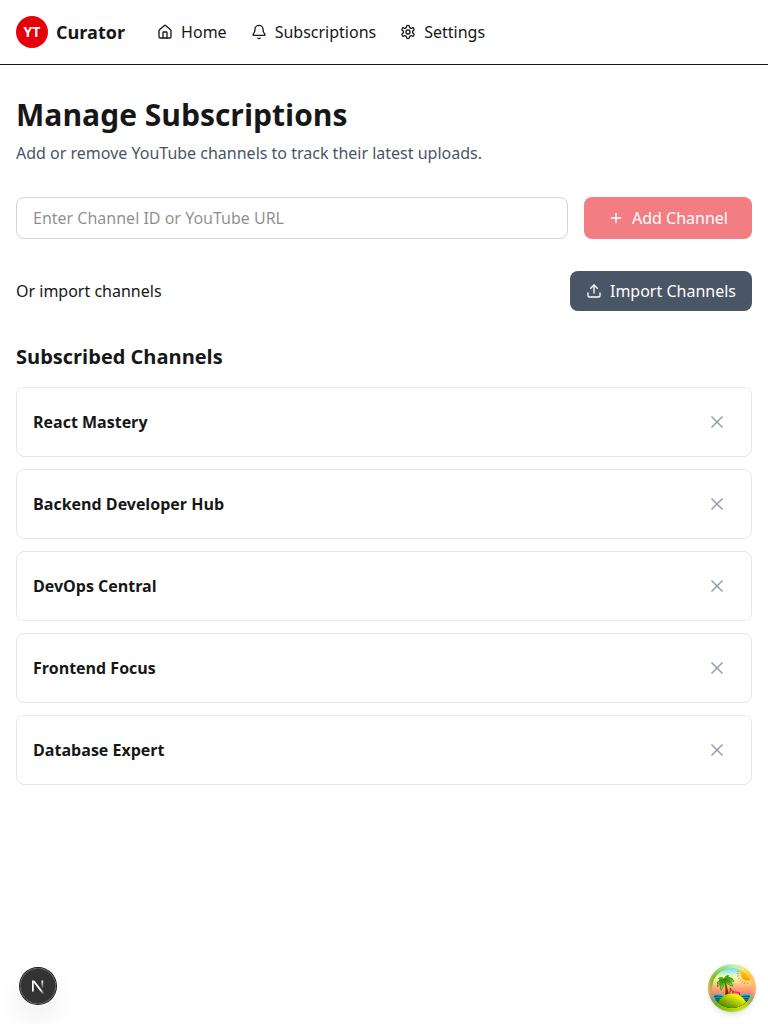 YT Curator Home Subscriptions Settings
Manage Subscriptions
Add or remove YouTube channels to track their latest uploads.
Enter Channel ID or YouTube URL + Add Channel
Or import channels Import Channels
Subscribed Channels
React Mastery
Backend Developer Hub
DevOps Central
Frontend Focus
Database Expert
N